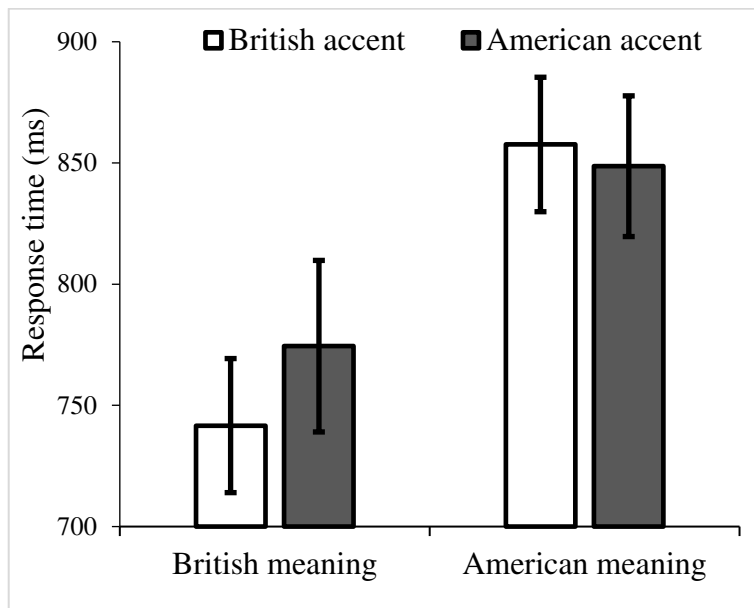 British accent American accent
Response time (ms)
900
850
800
750
700
British meaning American meaning